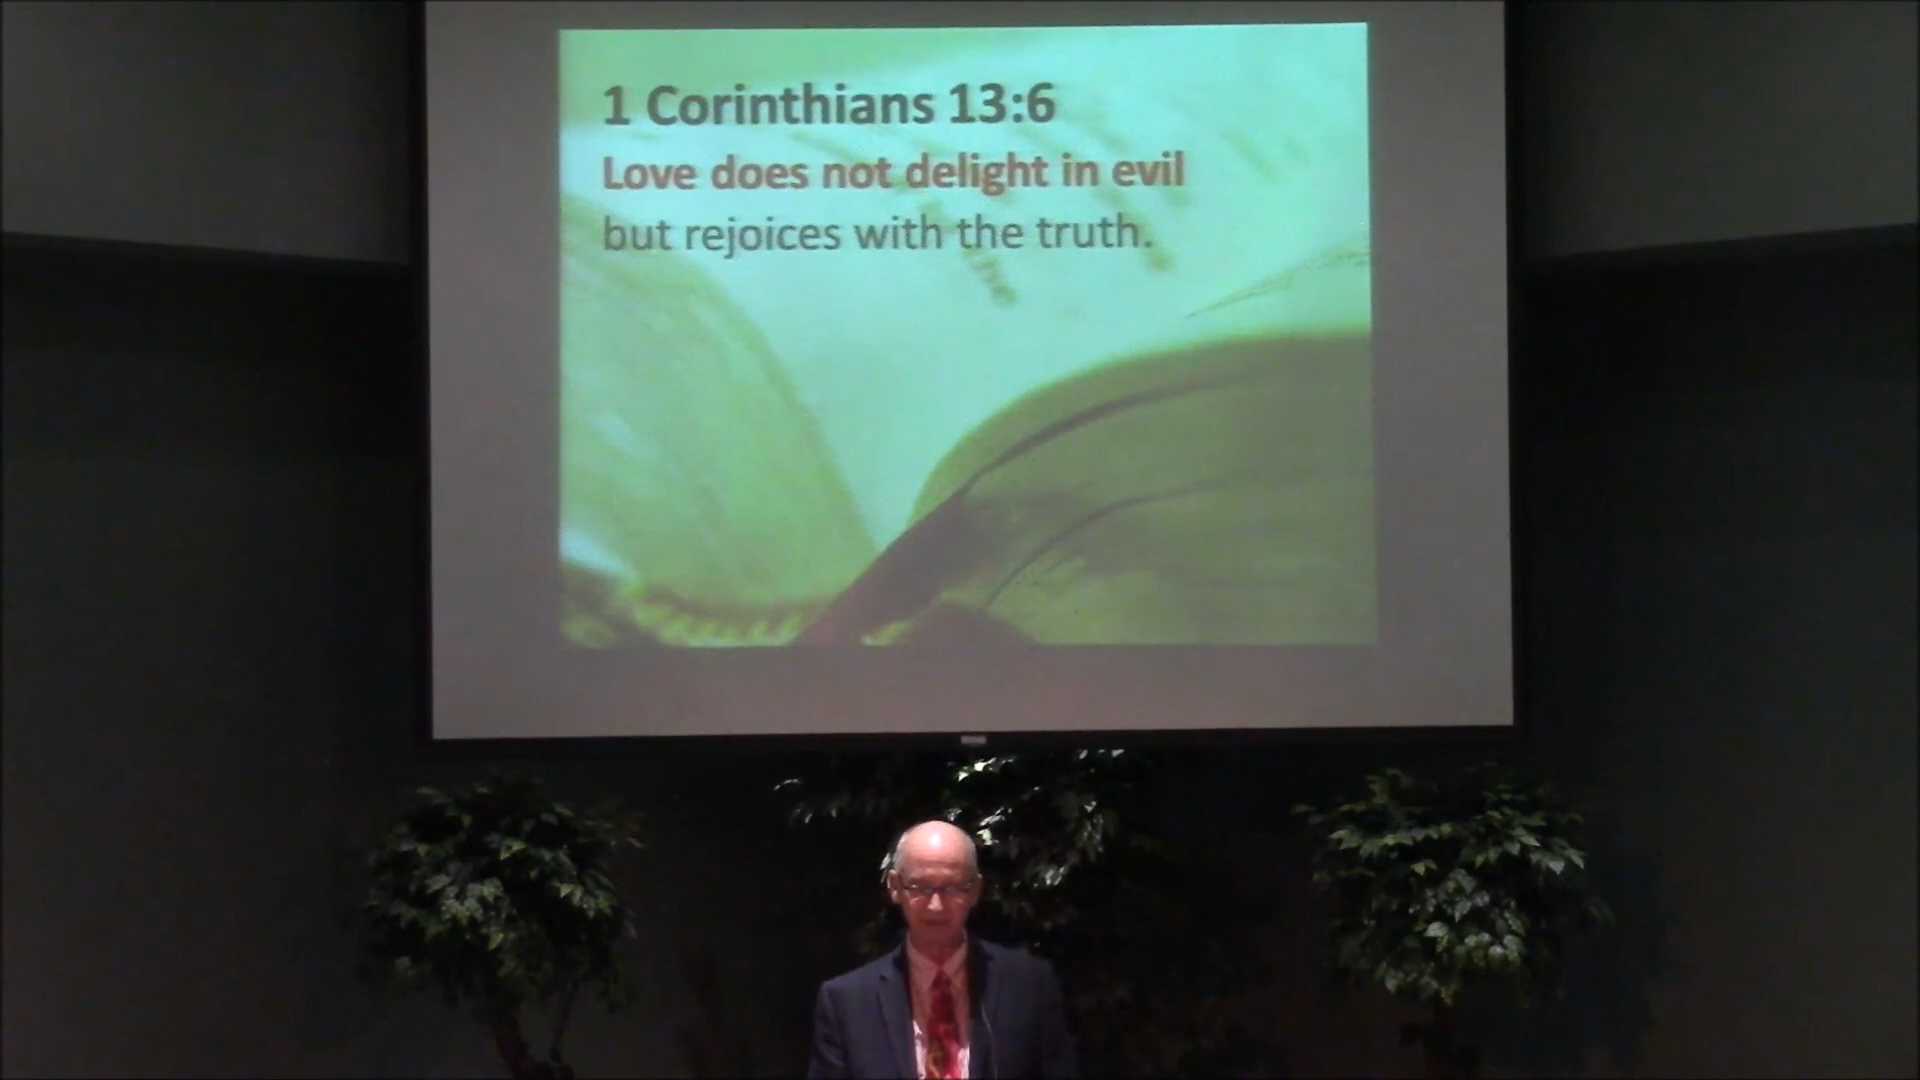 1 Corinthians 13:6
Love does not delight in evil
but rejoices with the truth.